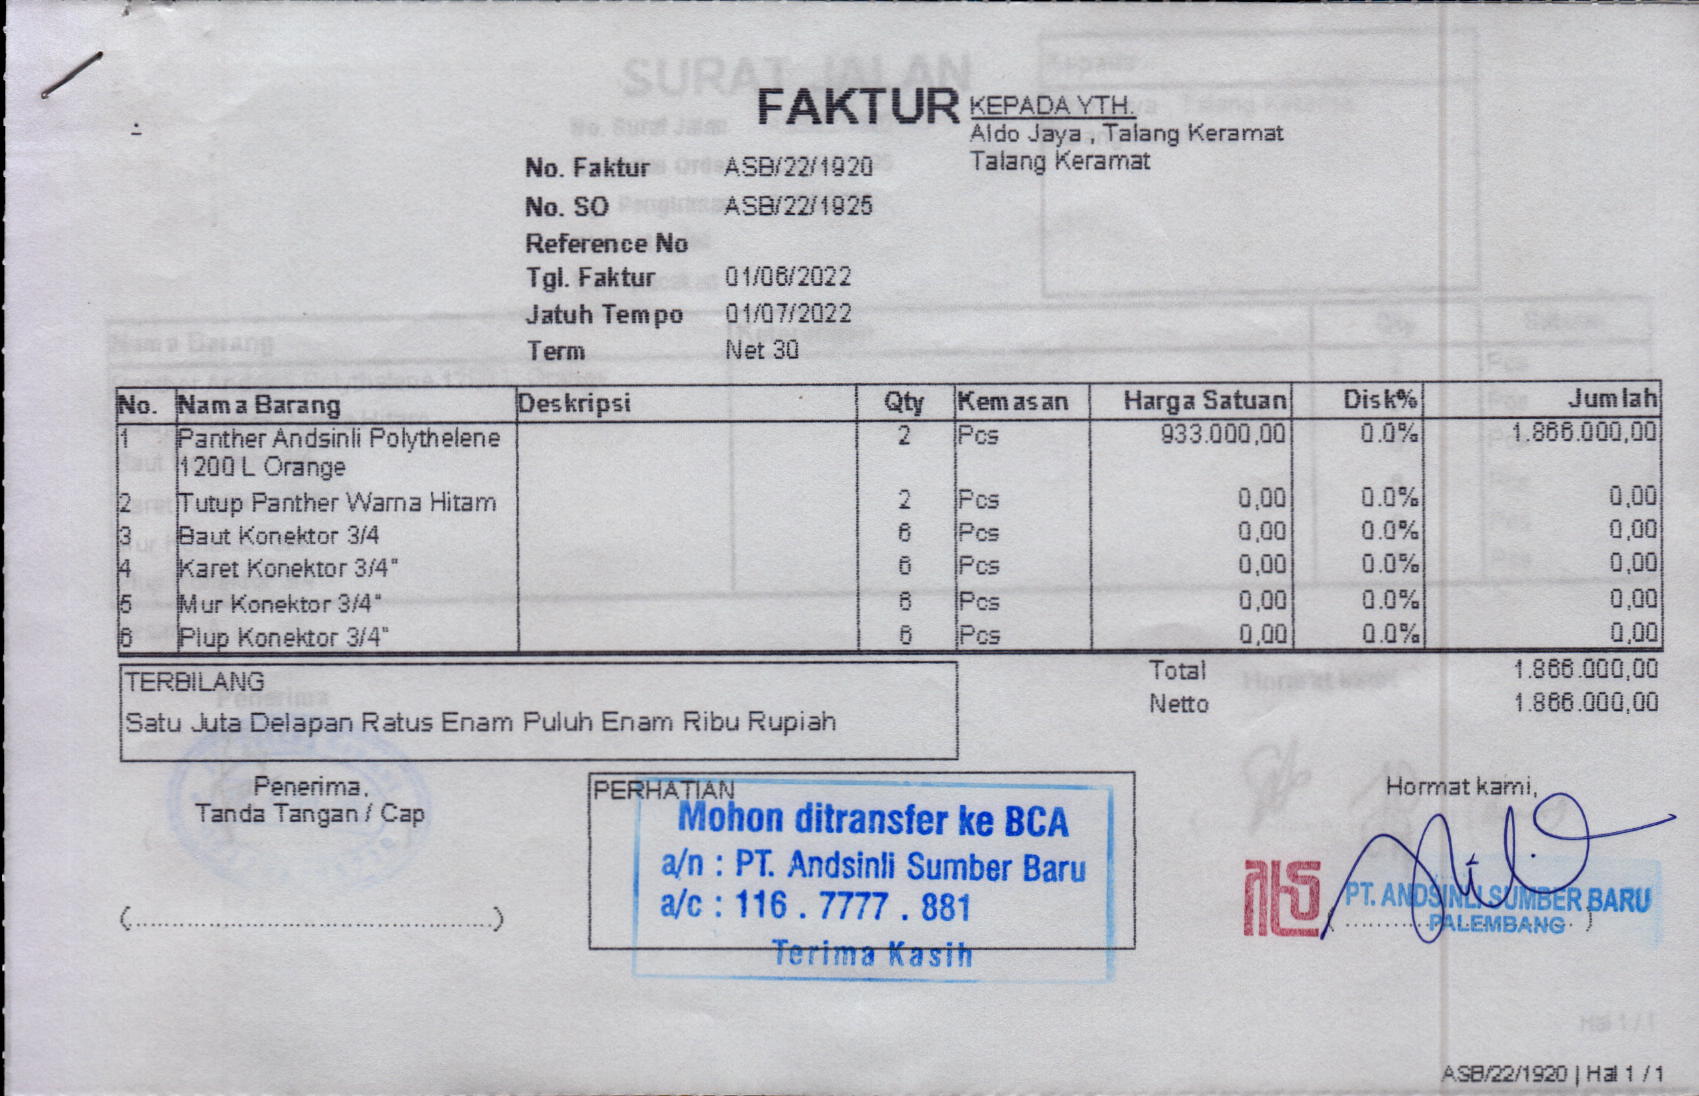 FAKTUR
KEPADA YTH.
Aldo Jaya , Talang Keramat
Talang Keramat
No. Faktur ASB/22/1920
No. SO ASB/22/1925
Reference No
Tgl. Faktur 01/06/2022
Jatuh Tempo 01/07/2022
Term Net 30
No. Nama Barang Deskripsi Qty Kemasan Harga Satuan Disk% Jumlah
1 Panther Andsinli Polythelene 2 Pcs 933.000,00 0.0% 1.866.000,00
1200 L Orange
2 Tutup Panther Warna Hitam 2 Pcs 0,00 0.0% 0,00
3 Baut Konektor 3/4 6 Pcs 0,00 0.0% 0,00
4 Karet Konektor 3/4" 6 Pcs 0,00 0.0% 0,00
5 Mur Konektor 3/4" 6 Pcs 0,00 0.0% 0,00
6 Plup Konektor 3/4" 6 Pcs 0,00 0.0% 0,00
Total 1.866.000,00
Netto 1.866.000,00
TERBILANG
Satu Juta Delapan Ratus Enam Puluh Enam Ribu Rupiah
Penerima,
Tanda Tangan / Cap
(...............................................)
PERHATIAN
Mohon ditransfer ke BCA
a/n : PT. Andsinli Sumber Baru
a/c : 116 . 7777 . 881
Terima Kasih
Hormat kami,
PT. ANDSINLI SUMBER BARU
PALEMBANG
ASB/22/1920 | Hal 1 / 1